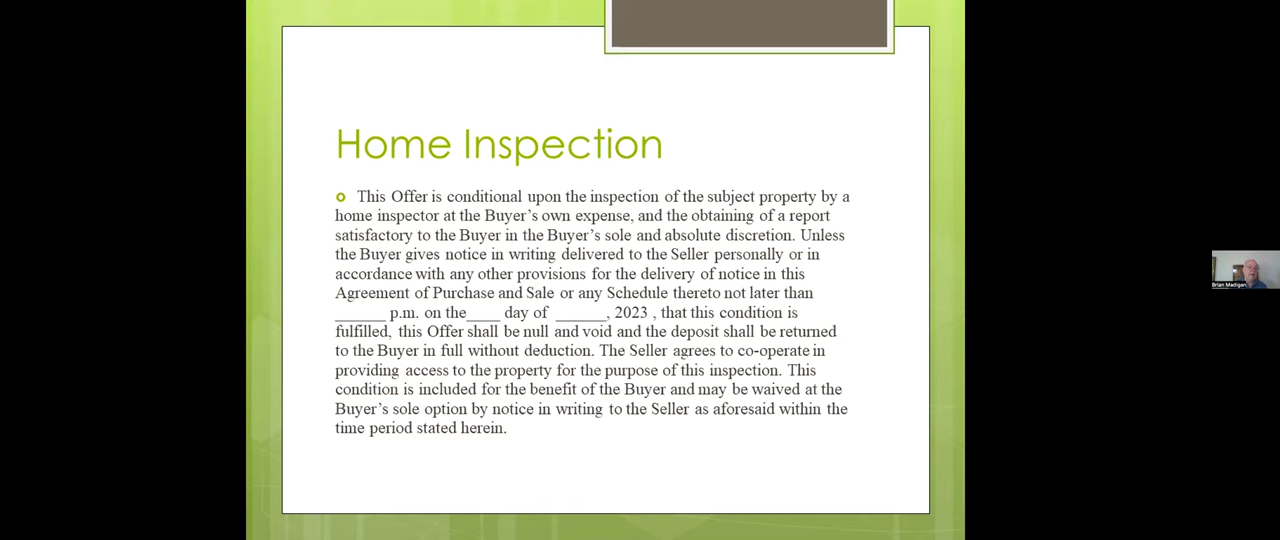 Home Inspection
This Offer is conditional upon the inspection of the subject property by a
home inspector at the Buyer's own expense, and the obtaining of a report
satisfactory to the Buyer in the Buyer's sole and absolute discretion. Unless
the Buyer gives notice in writing delivered to the Seller personally or in
accordance with any other provisions for the delivery of notice in this
Agreement of Purchase and Sale or any Schedule thereto not later than
______ p.m. on the____ day of ______, 2023 , that this condition is
fulfilled, this Offer shall be null and void and the deposit shall be returned
to the Buyer in full without deduction. The Seller agrees to co-operate in
providing access to the property for the purpose of this inspection. This
condition is included for the benefit of the Buyer and may be waived at the
Buyer's sole option by notice in writing to the Seller as aforesaid within the
time period stated herein.
Brian Madigan